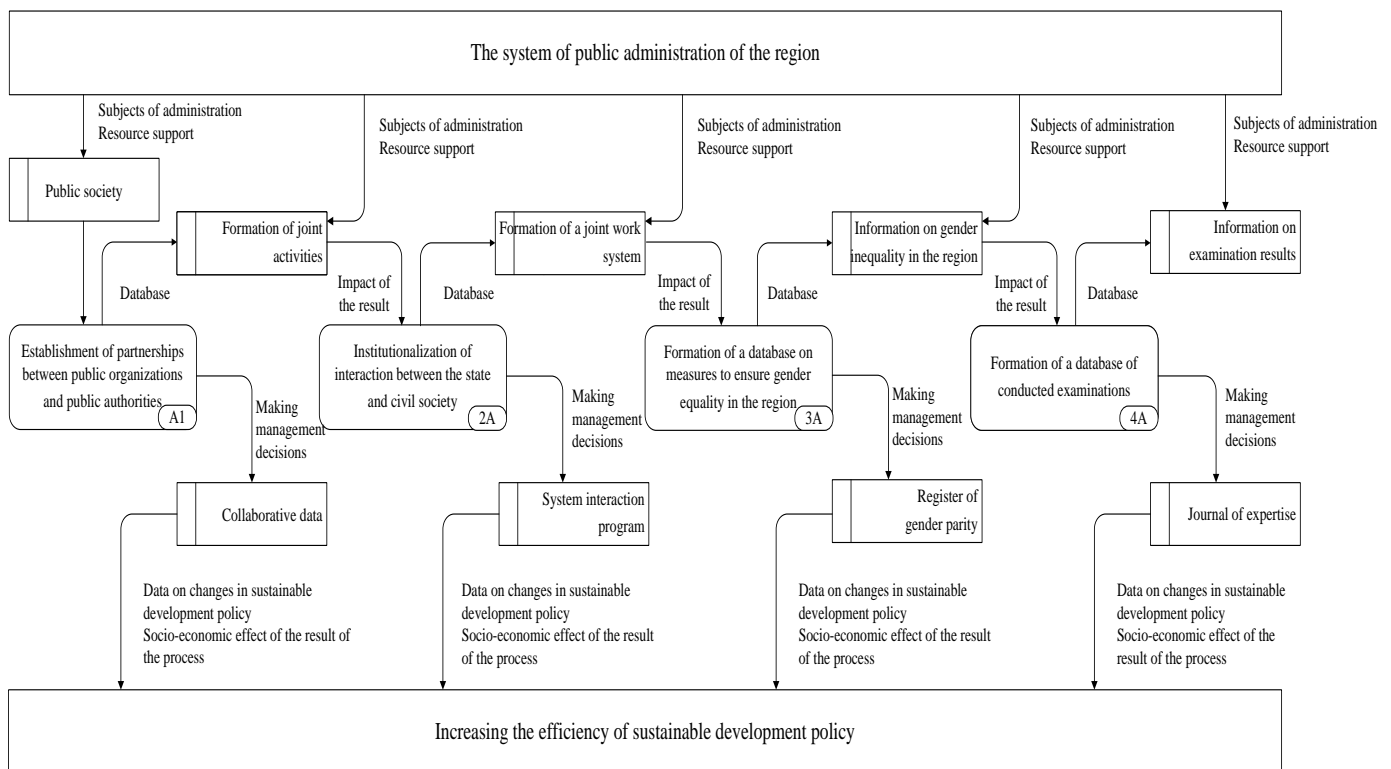 The system of public administration of the region
Subjects of administration
Resource support
Subjects of administration
Resource support
Subjects of administration
Resource support
Subjects of administration
Resource support
Subjects of administration
Resource support
Public society
Formation of joint
activities
Formation of a joint work
system
Information on gender
inequality in the region
Information on
examination results
Database
Impact of
the result
Database
Impact of
the result
Database
Impact of
the result
Database
Establishment of partnerships
between public organizations
and public authorities
A1
Institutionalization of
interaction between the state
and civil society
2A
Formation of a database on
measures to ensure gender
equality in the region
3A
Formation of a database of
conducted examinations
4A
Making
management
decisions
Making
management
decisions
Making
management
decisions
Making
management
decisions
Collaborative data
System interaction
program
Register of
gender parity
Journal of expertise
Data on changes in sustainable
development policy
Socio-economic effect of the result of
the process
Data on changes in sustainable
development policy
Socio-economic effect of the result
of the process
Data on changes in sustainable
development policy
Socio-economic effect of the result
of the process
Data on changes in sustainable
development policy
Socio-economic effect of the
result of the process
Increasing the efficiency of sustainable development policy